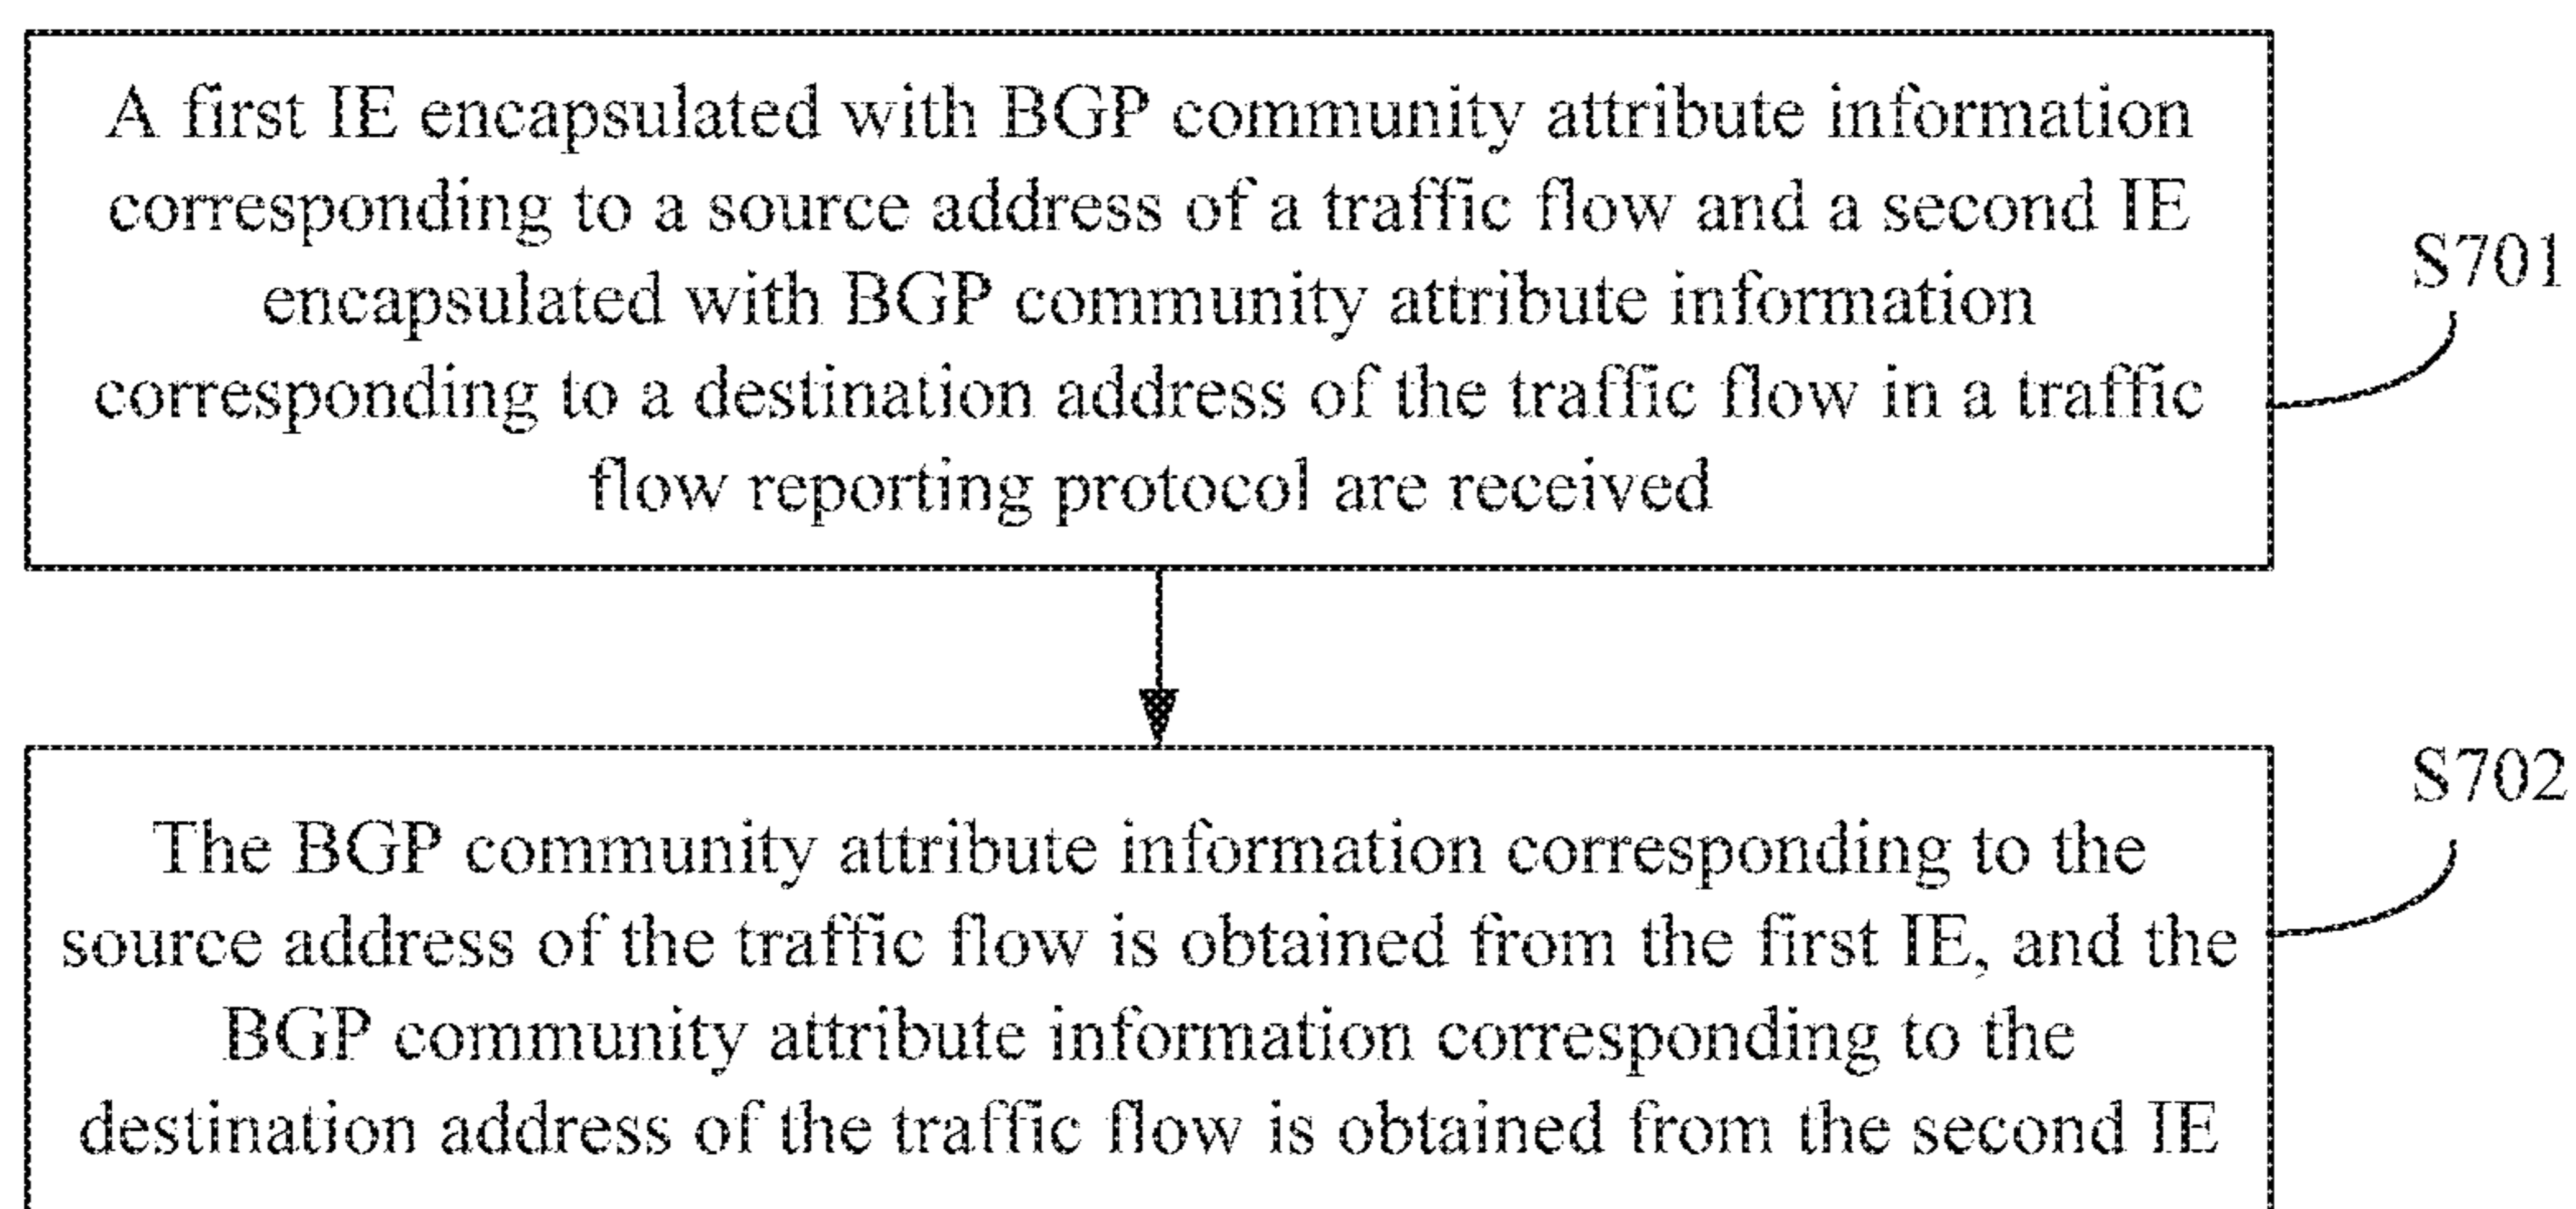 A first IE encapsulated with BGP community attribute information
corresponding to a source address of a traffic flow and a second IE
encapsulated with BGP community attribute information
corresponding to a destination address of the traffic flow in a traffic
flow reporting protocol are received
S701
The BGP community attribute information corresponding to the
source address of the traffic flow is obtained from the first IE, and the
BGP community attribute information corresponding to the
destination address of the traffic flow is obtained from the second IE
S702